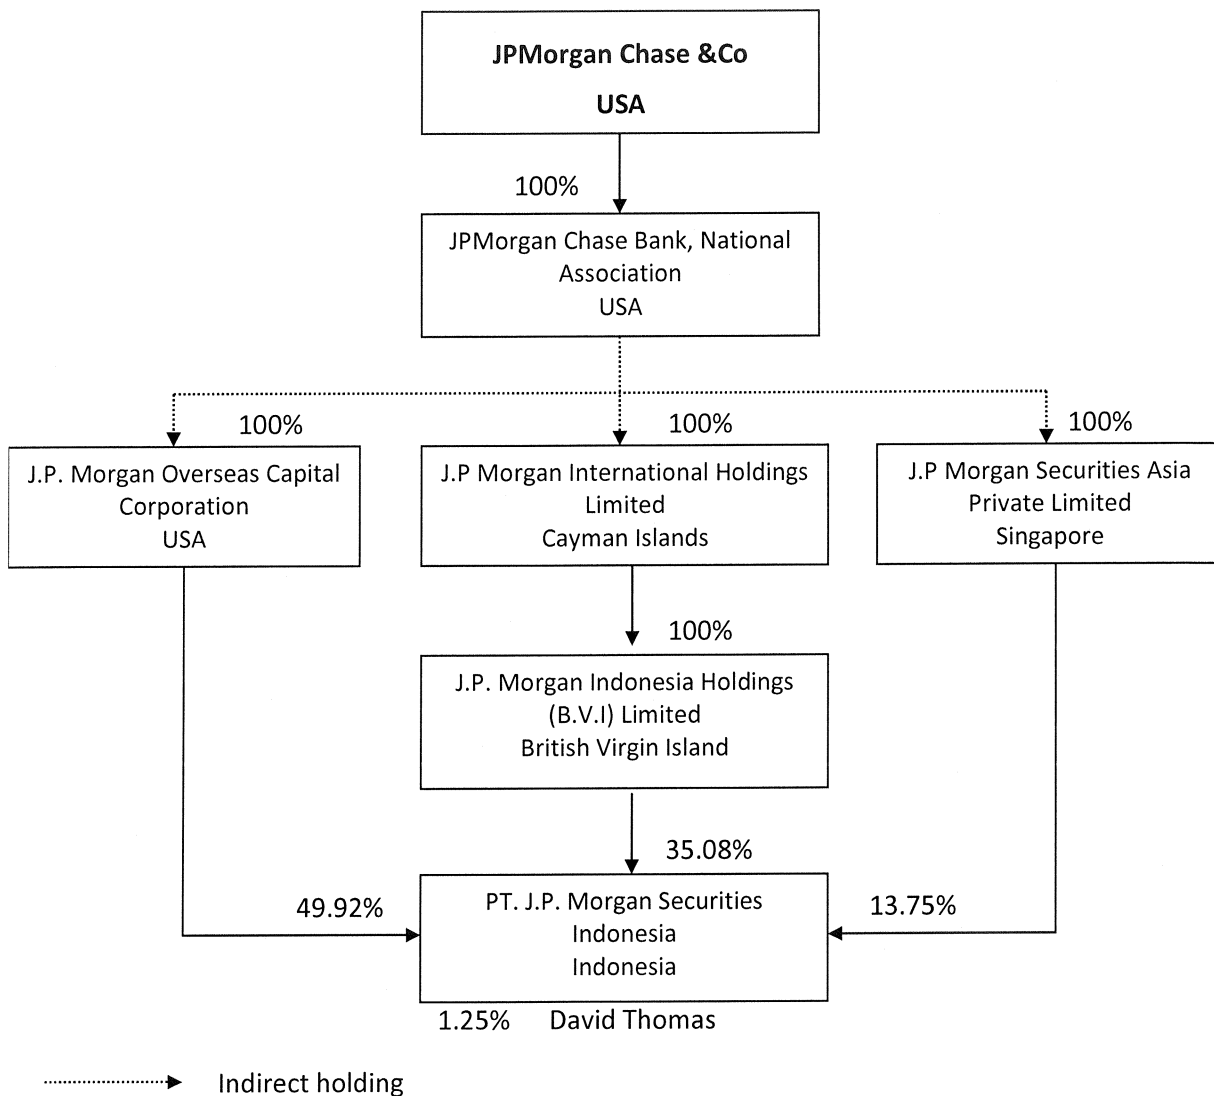 JPMorgan Chase &Co
USA
100%
JPMorgan Chase Bank, National
Association
USA
100%
100%
100%
J.P. Morgan Overseas Capital
Corporation
USA
J.P Morgan International Holdings
Limited
Cayman Islands
J.P Morgan Securities Asia
Private Limited
Singapore
100%
J.P. Morgan Indonesia Holdings
(B.V.I) Limited
British Virgin Island
35.08%
49.92%
PT. J.P. Morgan Securities
Indonesia
Indonesia
13.75%
1.25% David Thomas
Indirect holding